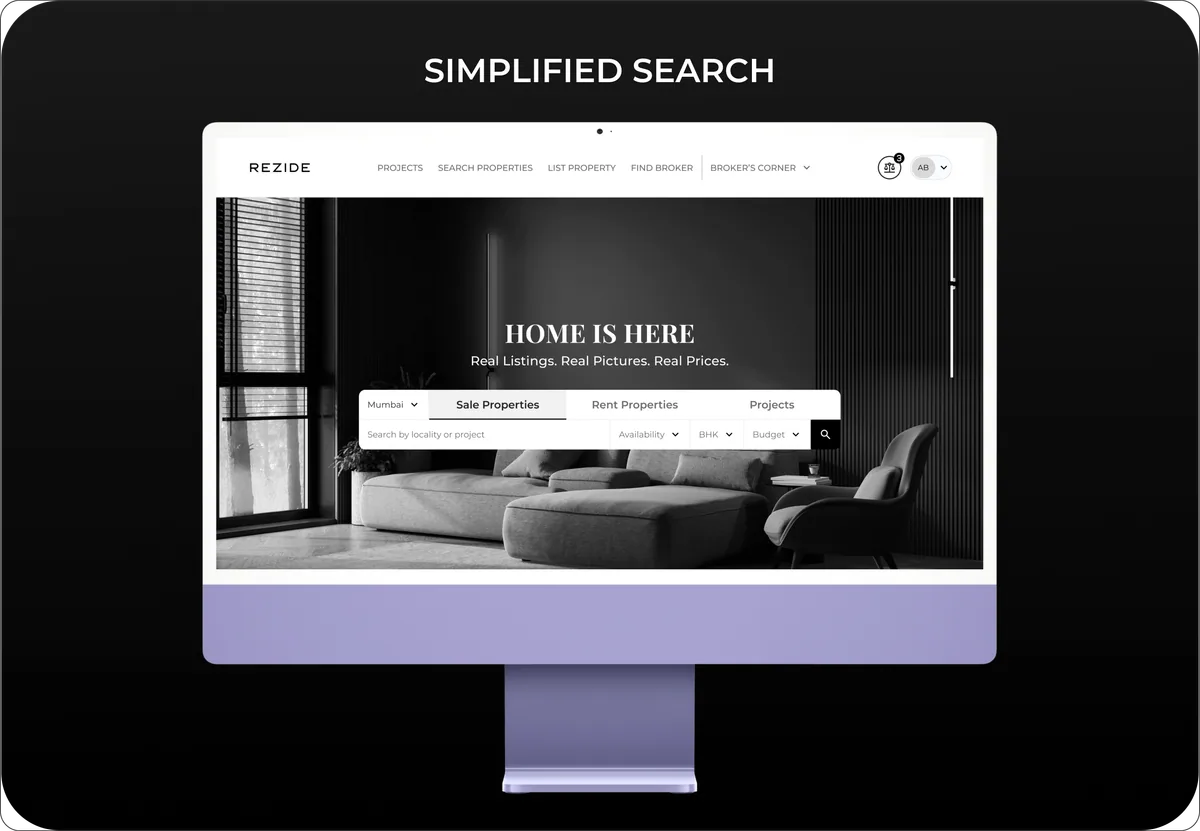 SIMPLIFIED SEARCH
REZIDE PROJECTS SEARCH PROPERTIES LIST PROPERTY FIND BROKER BROKER'S CORNER 3 AB
HOME IS HERE
Real Listings. Real Pictures. Real Prices.
Mumbai Sale Properties Rent Properties Projects
Search by locality or project Availability BHK Budget